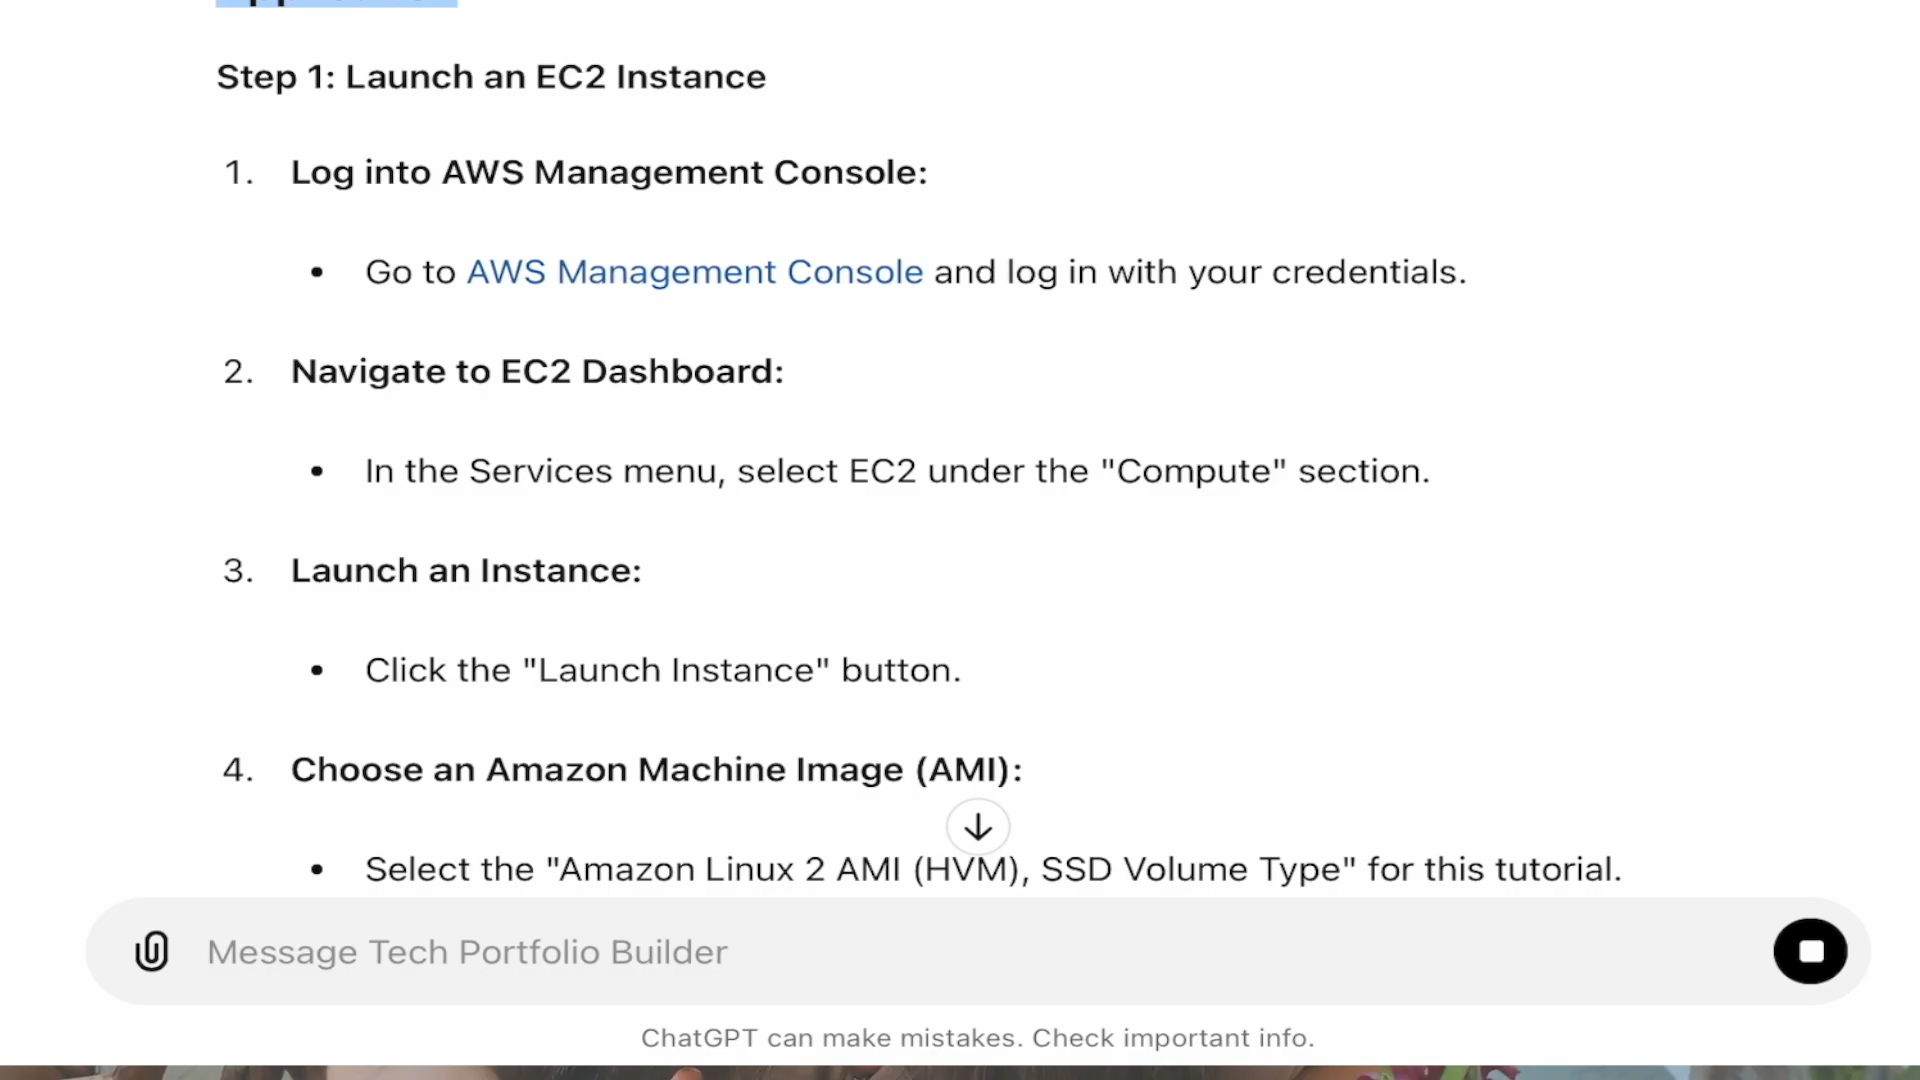 Step 1: Launch an EC2 Instance
1. Log into AWS Management Console:
• Go to AWS Management Console and log in with your credentials.
2. Navigate to EC2 Dashboard:
• In the Services menu, select EC2 under the "Compute" section.
3. Launch an Instance:
• Click the "Launch Instance" button.
4. Choose an Amazon Machine Image (AMI):
• Select the "Amazon Linux 2 AMI (HVM), SSD Volume Type" for this tutorial.
Message Tech Portfolio Builder
ChatGPT can make mistakes. Check important info.